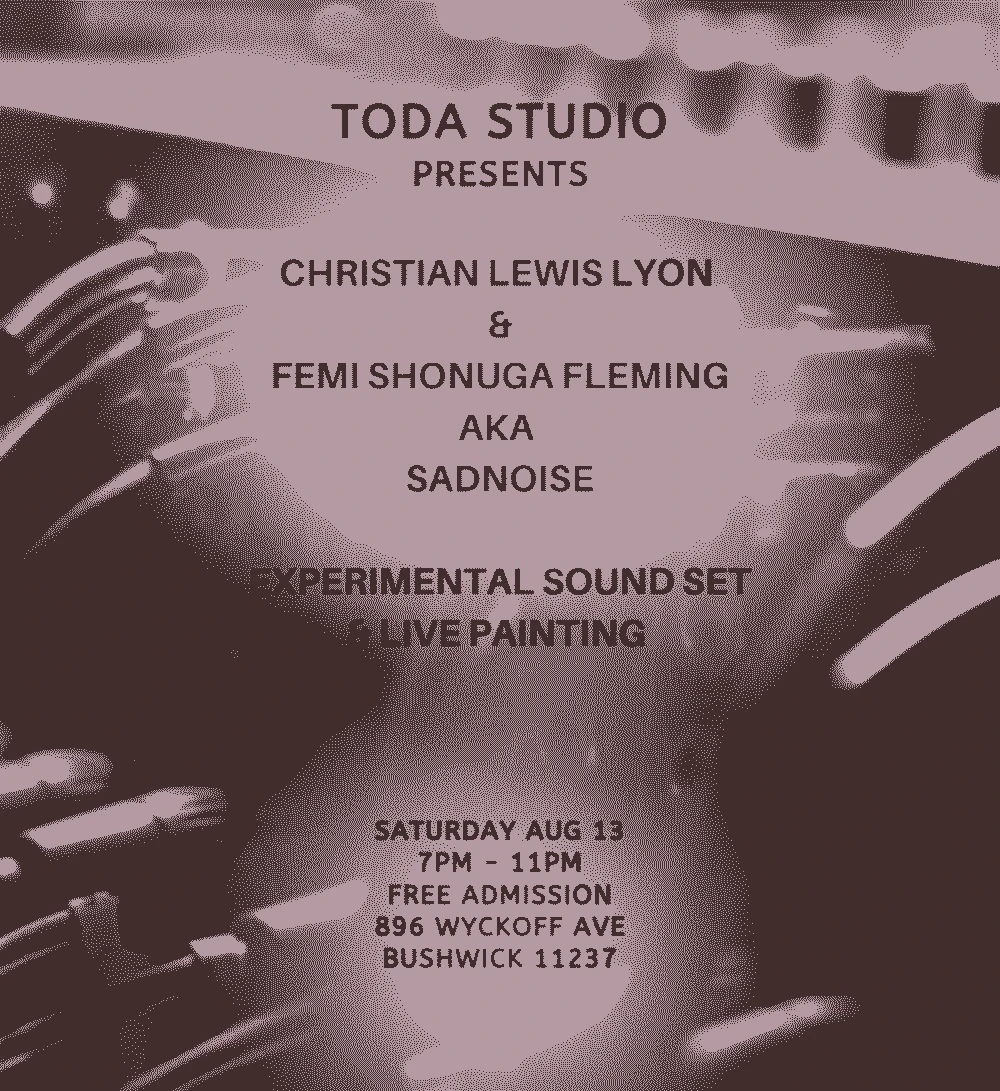 TODA STUDIO
PRESENTS
CHRISTIAN LEWIS LYON
&
FEMI SHONUGA FLEMING
AKA
SADNOISE
EXPERIMENTAL SOUND SET
& LIVE PAINTING
SATURDAY AUG 13
7PM - 11PM
FREE ADMISSION
896 WYCKOFF AVE
BUSHWICK 11237